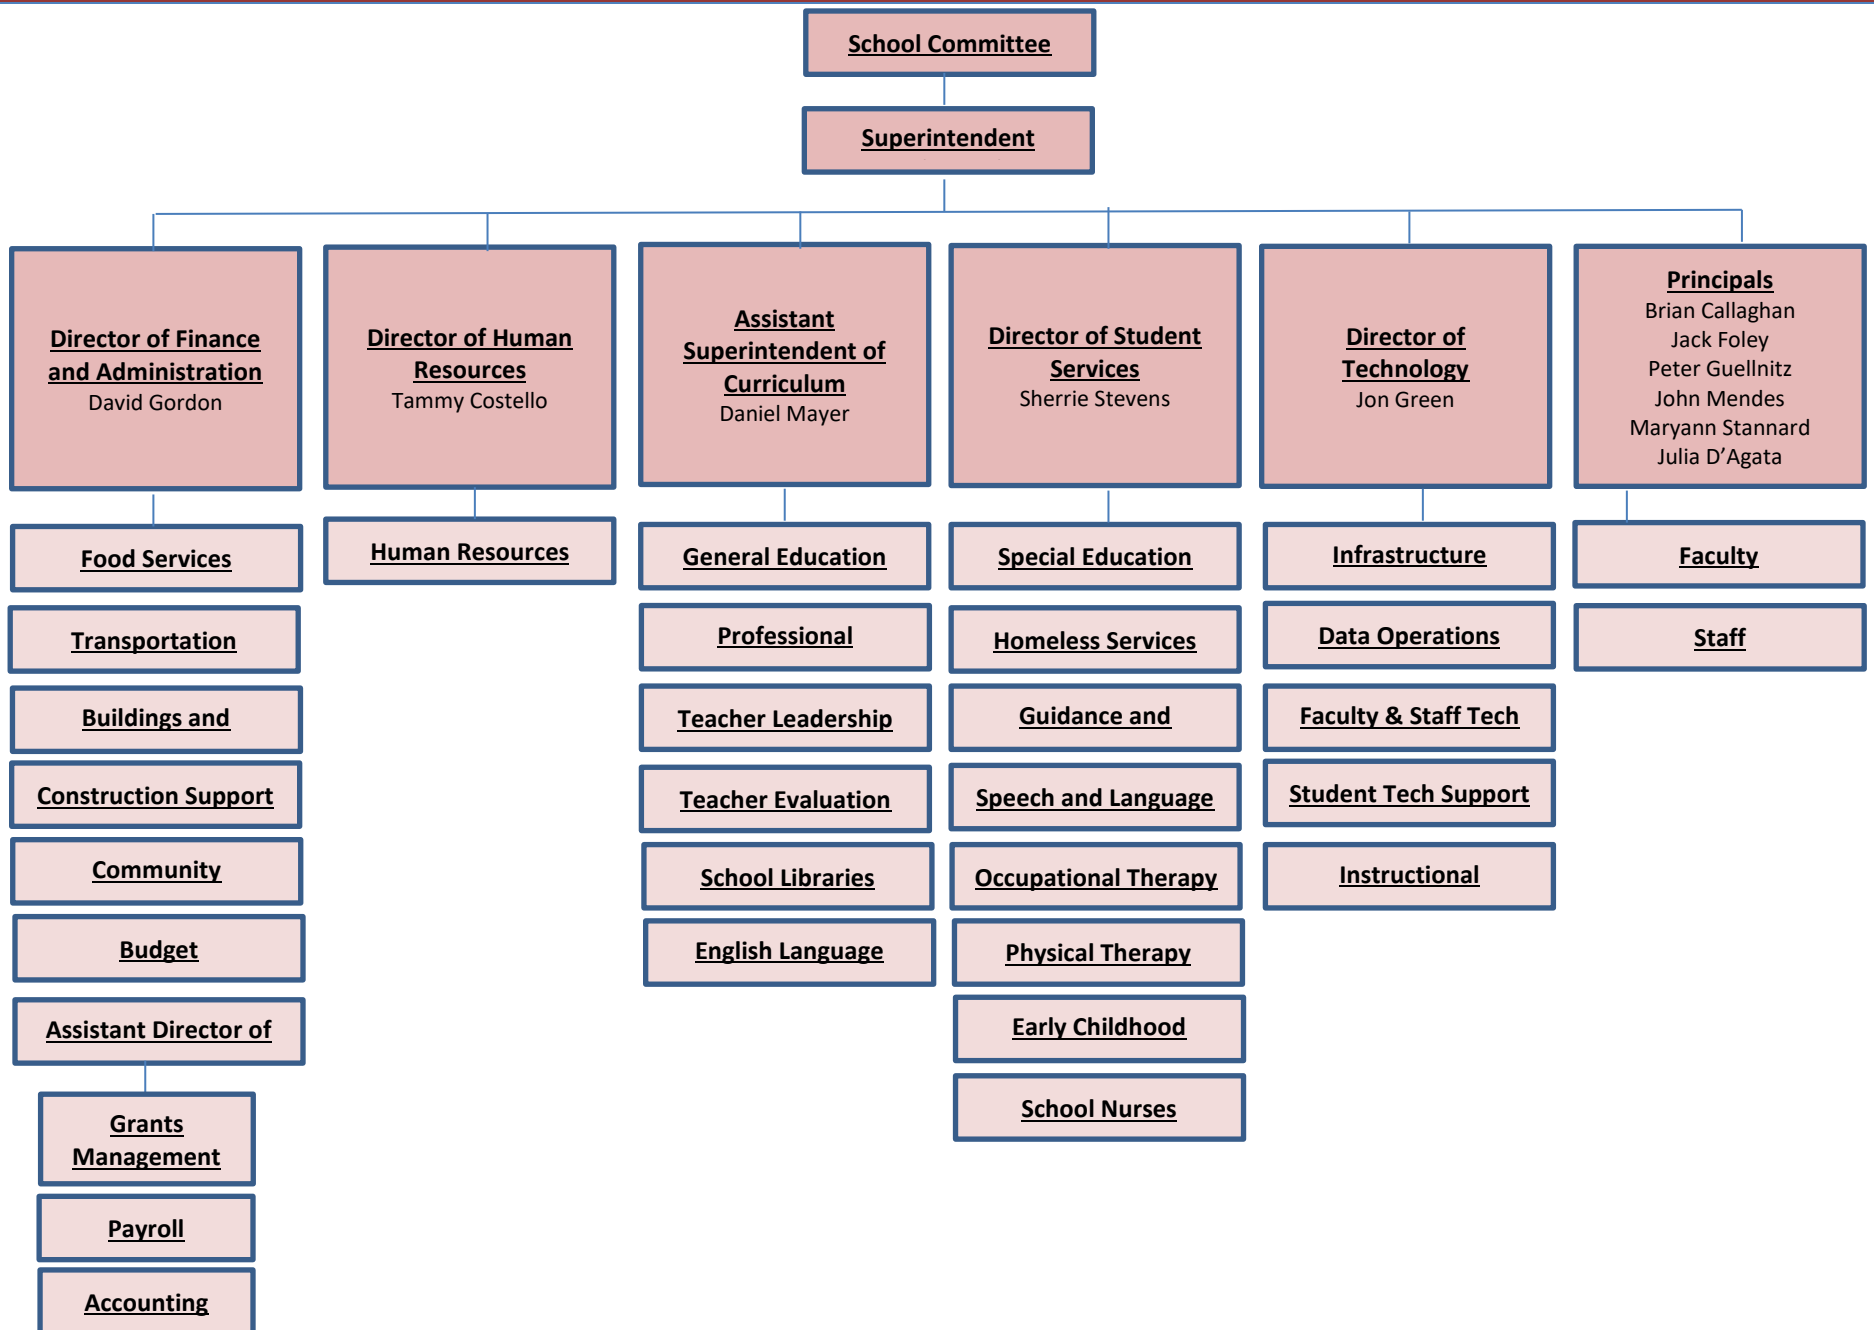 School Committee
Superintendent
Director of Finance
and Administration
David Gordon
Director of Human
Resources
Tammy Costello
Assistant
Superintendent of
Curriculum
Daniel Mayer
Director of Student
Services
Sherrie Stevens
Director of
Technology
Jon Green
Principals
Brian Callaghan
Jack Foley
Peter Guellnitz
John Mendes
Maryann Stannard
Julia D’Agata
Food Services
Transportation
Buildings and
Construction Support
Community
Budget
Assistant Director of
Grants
Management
Payroll
Accounting
Human Resources
General Education
Professional
Teacher Leadership
Teacher Evaluation
School Libraries
English Language
Special Education
Homeless Services
Guidance and
Speech and Language
Occupational Therapy
Physical Therapy
Early Childhood
School Nurses
Infrastructure
Data Operations
Faculty & Staff Tech
Student Tech Support
Instructional
Faculty
Staff